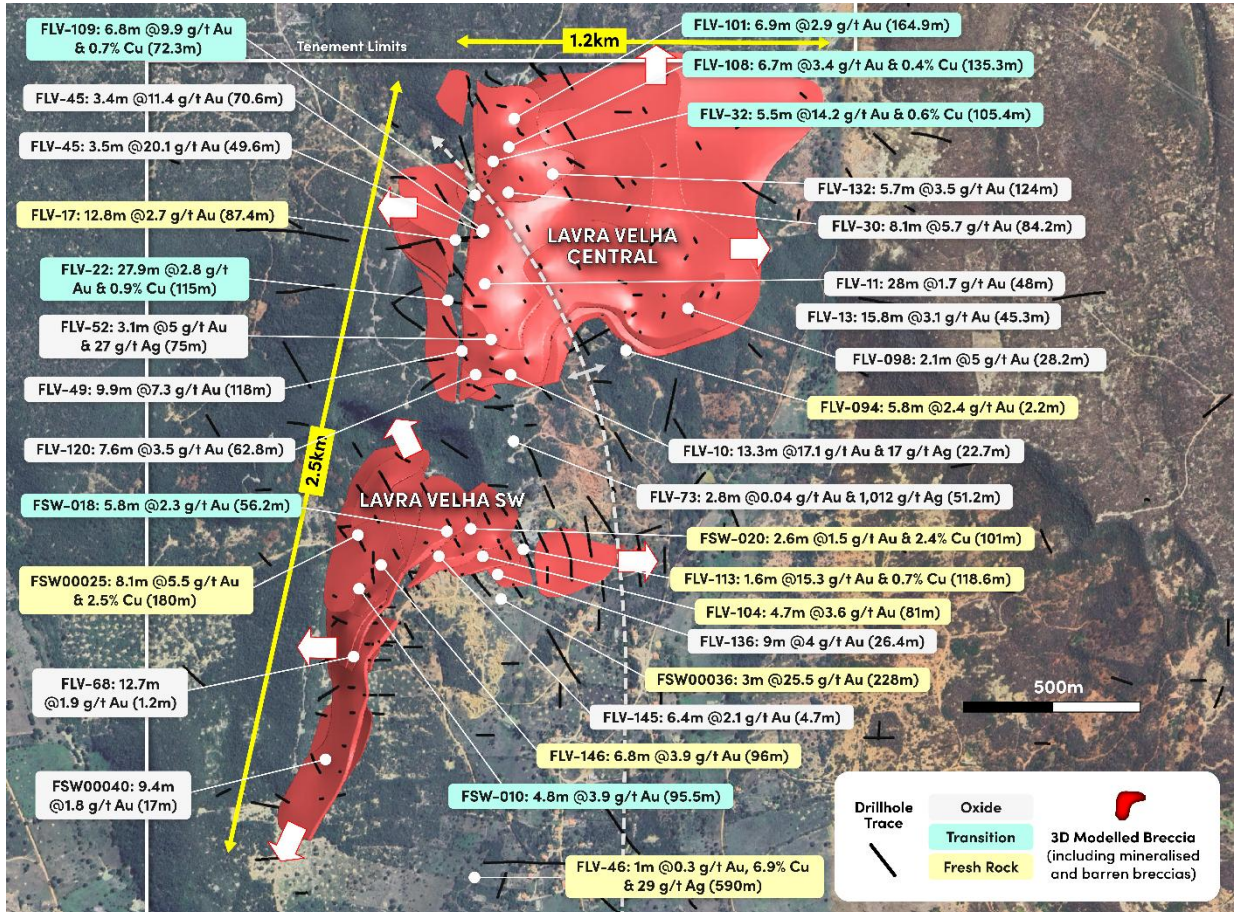 FLV-109: 6.8m @9.9 g/t Au
& 0.7% Cu (72.3m)
Tenement Limits
1.2km
FLV-101: 6.9m @2.9 g/t Au (164.9m)
FLV-108: 6.7m @3.4 g/t Au & 0.4% Cu (135.3m)
FLV-45: 3.4m @11.4 g/t Au (70.6m)
FLV-32: 5.5m @14.2 g/t Au & 0.6% Cu (105.4m)
FLV-45: 3.5m @20.1 g/t Au (49.6m)
FLV-132: 5.7m @3.5 g/t Au (124m)
FLV-17: 12.8m @2.7 g/t Au (87.4m)
FLV-30: 8.1m @5.7 g/t Au (84.2m)
LAVRA VELHA
CENTRAL
FLV-22: 27.9m @2.8 g/t
Au & 0.9% Cu (115m)
FLV-11: 28m @1.7 g/t Au (48m)
FLV-13: 15.8m @3.1 g/t Au (45.3m)
FLV-52: 3.1m @5 g/t Au
& 27 g/t Ag (75m)
FLV-098: 2.1m @5 g/t Au (28.2m)
FLV-49: 9.9m @7.3 g/t Au (118m)
FLV-094: 5.8m @2.4 g/t Au (2.2m)
2.5km
FLV-120: 7.6m @3.5 g/t Au (62.8m)
FLV-10: 13.3m @17.1 g/t Au & 17 g/t Ag (22.7m)
FLV-73: 2.8m @0.04 g/t Au & 1,012 g/t Ag (51.2m)
LAVRA VELHA SW
FSW-018: 5.8m @2.3 g/t Au (56.2m)
FSW-020: 2.6m @1.5 g/t Au & 2.4% Cu (101m)
FSW00025: 8.1m @5.5 g/t Au
& 2.5% Cu (180m)
FLV-113: 1.6m @15.3 g/t Au & 0.7% Cu (118.6m)
FLV-104: 4.7m @3.6 g/t Au (81m)
FLV-136: 9m @4 g/t Au (26.4m)
FSW00036: 3m @25.5 g/t Au (228m)
FLV-68: 12.7m
@1.9 g/t Au (1.2m)
FLV-145: 6.4m @2.1 g/t Au (4.7m)
FLV-146: 6.8m @3.9 g/t Au (96m)
FSW00040: 9.4m
@1.8 g/t Au (17m)
FSW-010: 4.8m @3.9 g/t Au (95.5m)
FLV-46: 1m @0.3 g/t Au, 6.9% Cu
& 29 g/t Ag (590m)
500m
Drillhole
Trace
Oxide
Transition
Fresh Rock
3D Modelled Breccia
(including mineralised
and barren breccias)